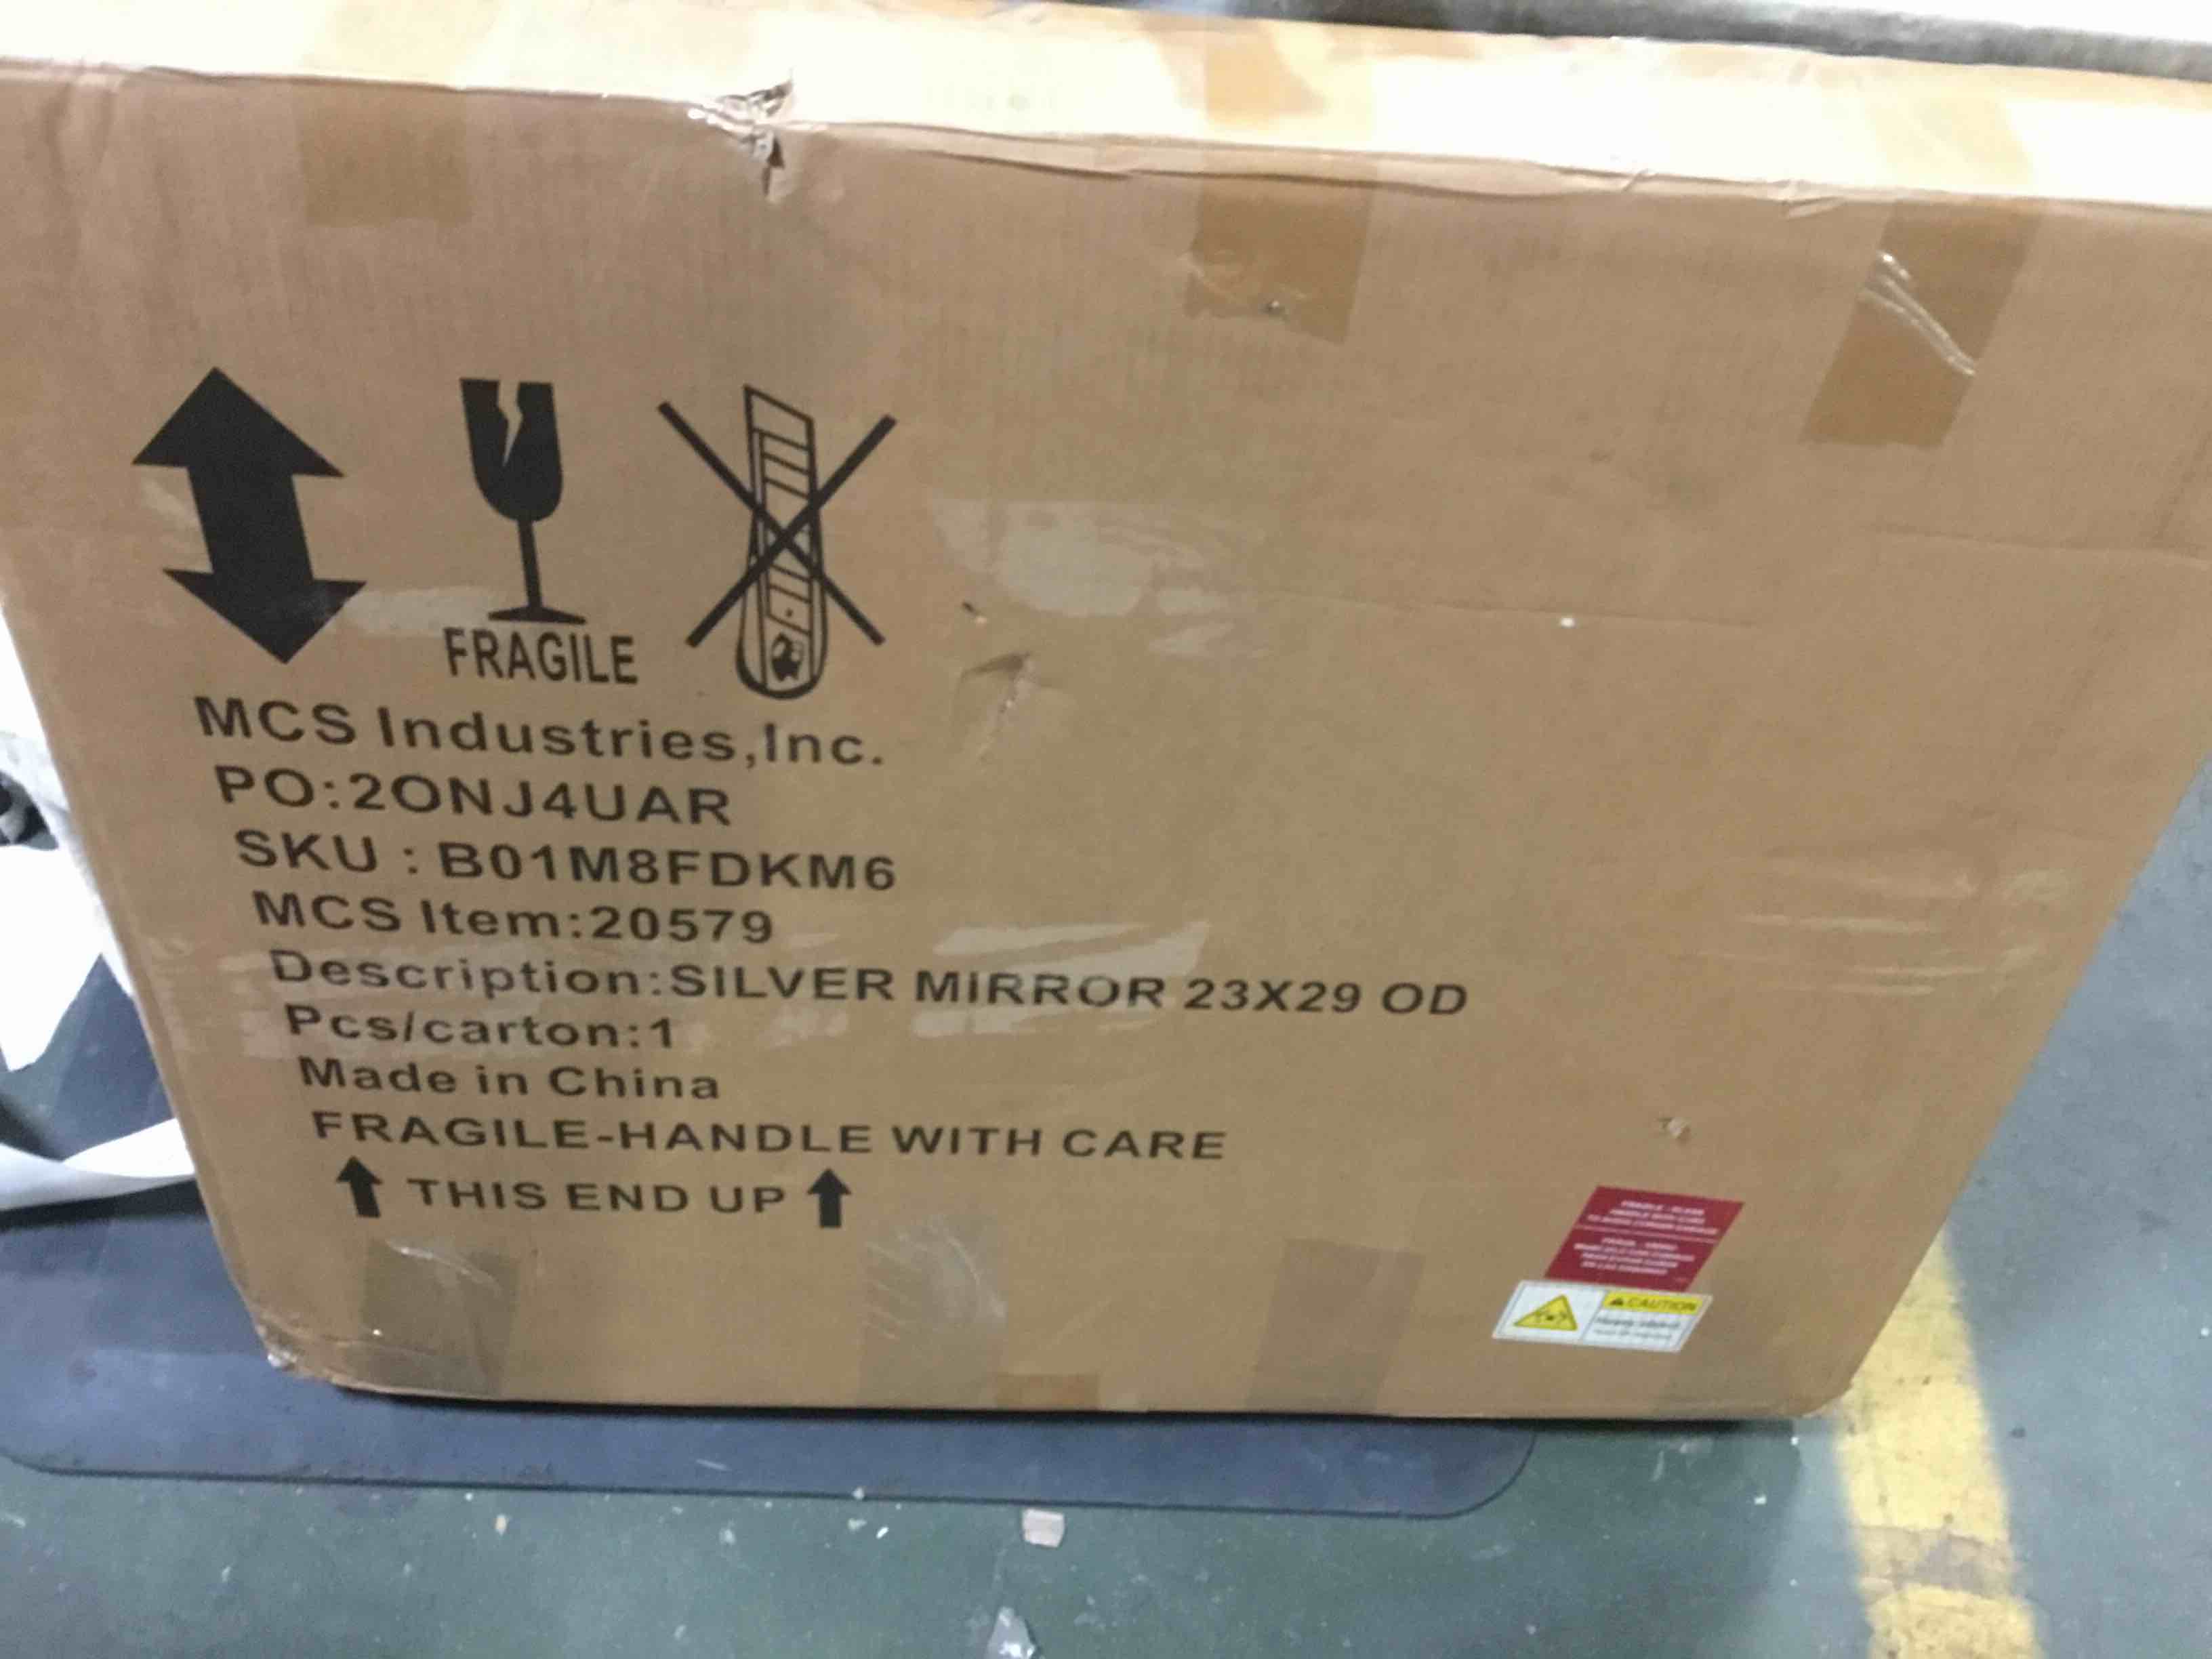 FRAGILE
MCS Industries,Inc.
PO:2ONJ4UAR
SKU : B01M8FDKM6
MCS Item:20579
Description:SILVER MIRROR 23X29 OD
Pcs/carton:1
Made in China
FRAGILE-HANDLE WITH CARE
THIS END UP
CAUTION